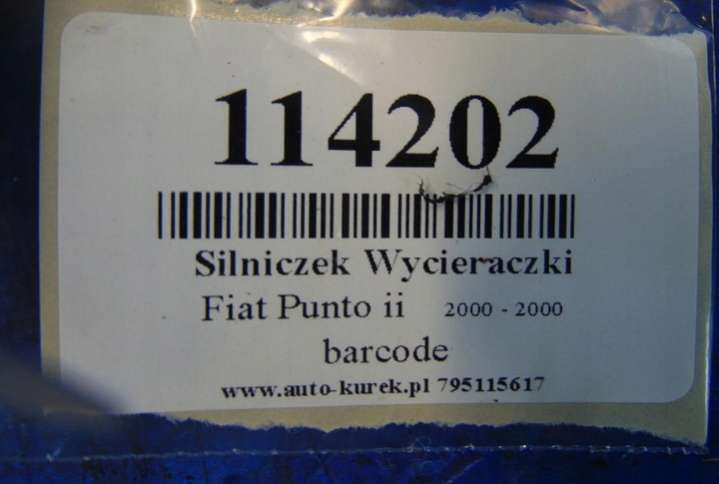 114202
Silniczek Wycieraczki
Fiat Punto ii 2000 - 2000
barcode
www.auto-kurek.pl 795115617